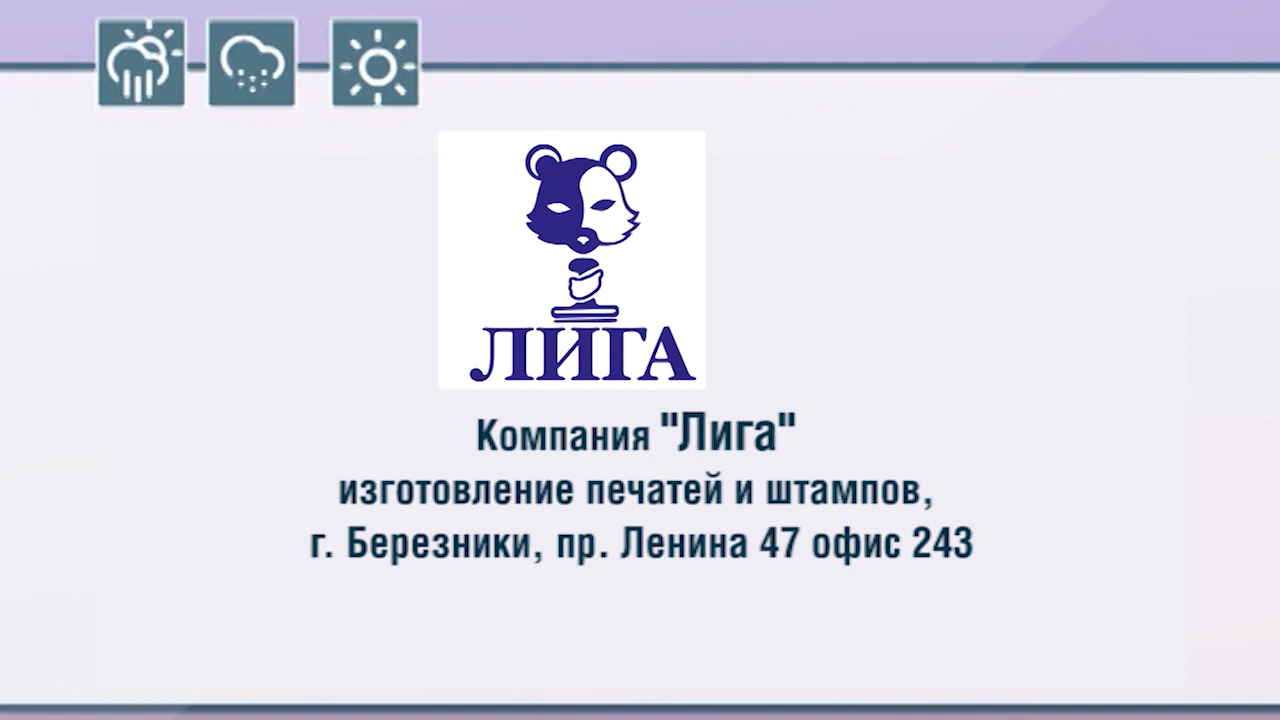 ЛИГА
Компания "Лига"
изготовление печатей и штампов,
г. Березники, пр. Ленина 47 офис 243